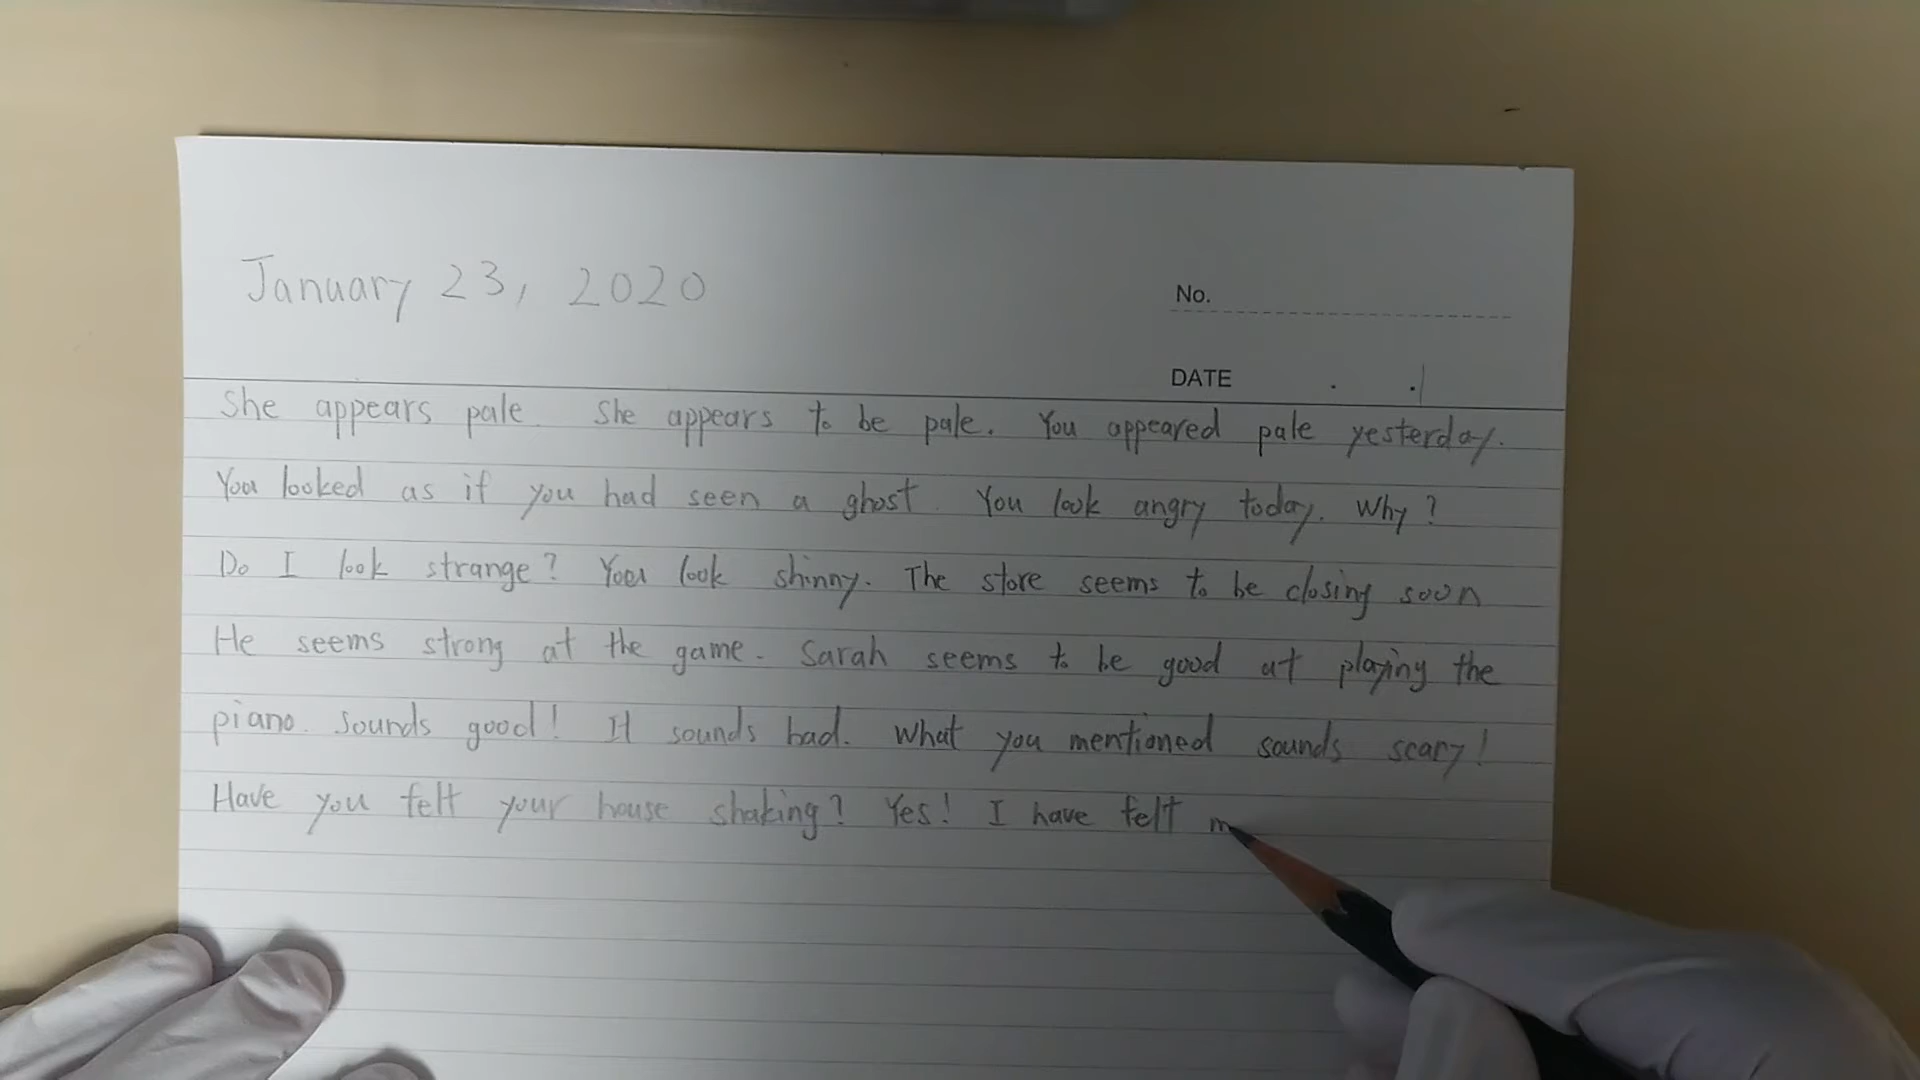 January 23, 2020
No.
DATE . .
She appears pale. She appears to be pale. You appeared pale yesterday.
You looked as if you had seen a ghost. You look angry today. Why?
Do I look strange? You look shinny. The store seems to be closing soon
He seems strong at the game. Sarah seems to be good at playing the
piano. Sounds good! It sounds bad. What you mentioned sounds scary!
Have you felt your house shaking? Yes! I have felt m